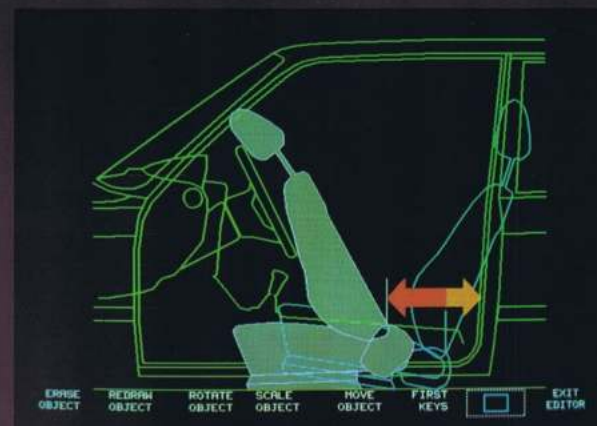 ERASE OBJECT
REDRAW OBJECT
ROTATE OBJECT
SCALE OBJECT
MOVE OBJECT
FIRST KEYS
EXIT EDITOR